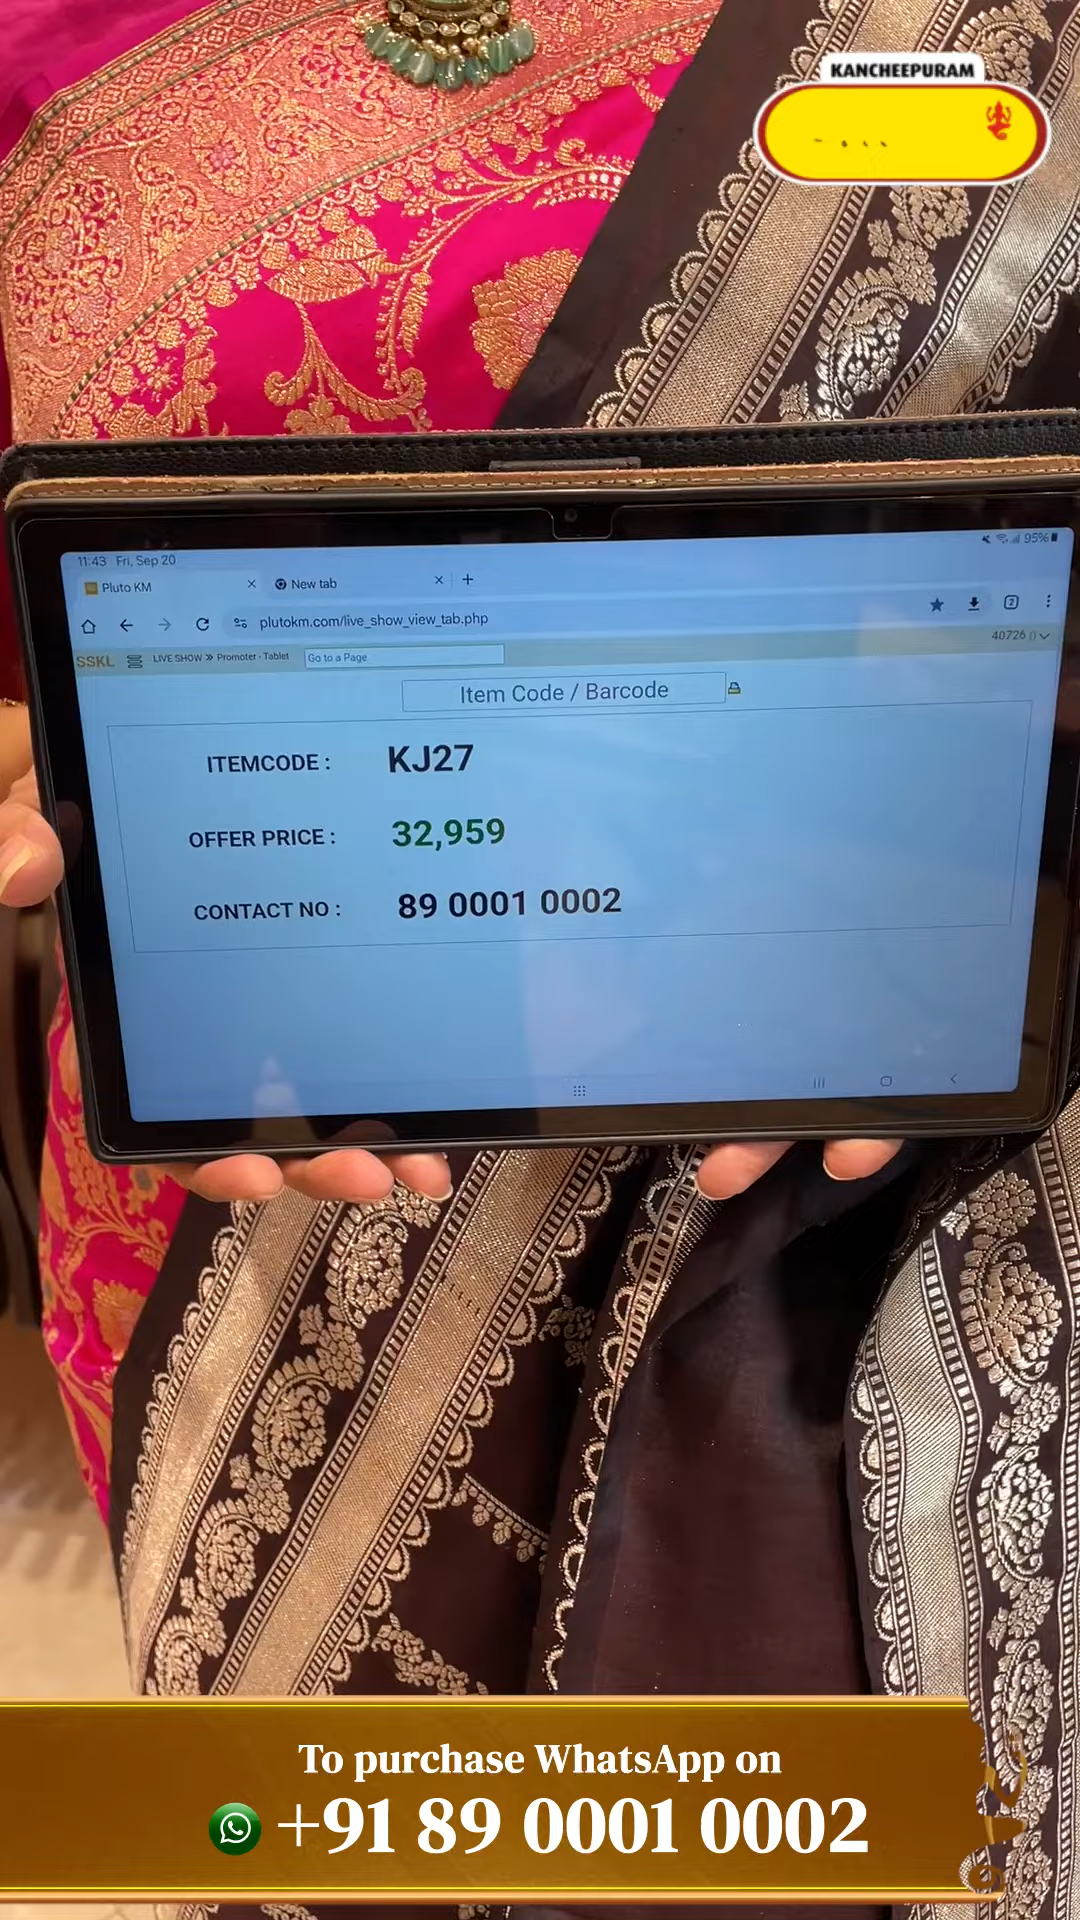 KANCHEEPURAM
11:43 Fri, Sep 20
95%
Pluto KM
New tab
plutokm.com/live_show_view_tab.php
2
SSKL
LIVE SHOW » Promoter - Tablet
Go to a Page
40726 ()
Item Code / Barcode
ITEMCODE : KJ27
OFFER PRICE : 32,959
CONTACT NO : 89 0001 0002
To purchase WhatsApp on
+91 89 0001 0002